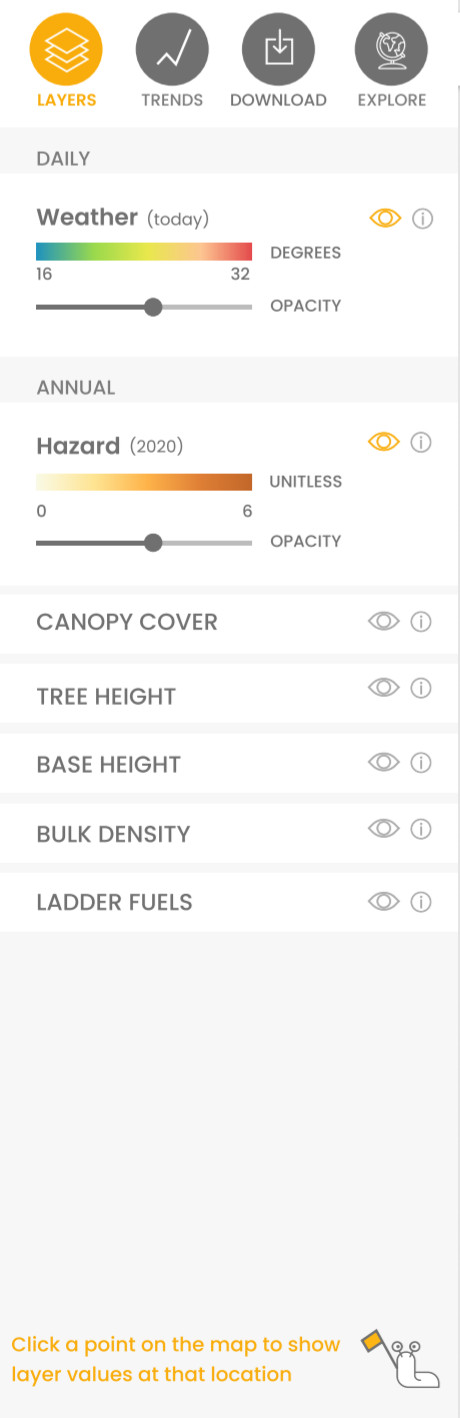 LAYERS TRENDS DOWNLOAD EXPLORE
DAILY
Weather (today)
DEGREES
16 32
OPACITY
ANNUAL
Hazard (2020)
UNITLESS
0 6
OPACITY
CANOPY COVER
TREE HEIGHT
BASE HEIGHT
BULK DENSITY
LADDER FUELS
Click a point on the map to show
layer values at that location